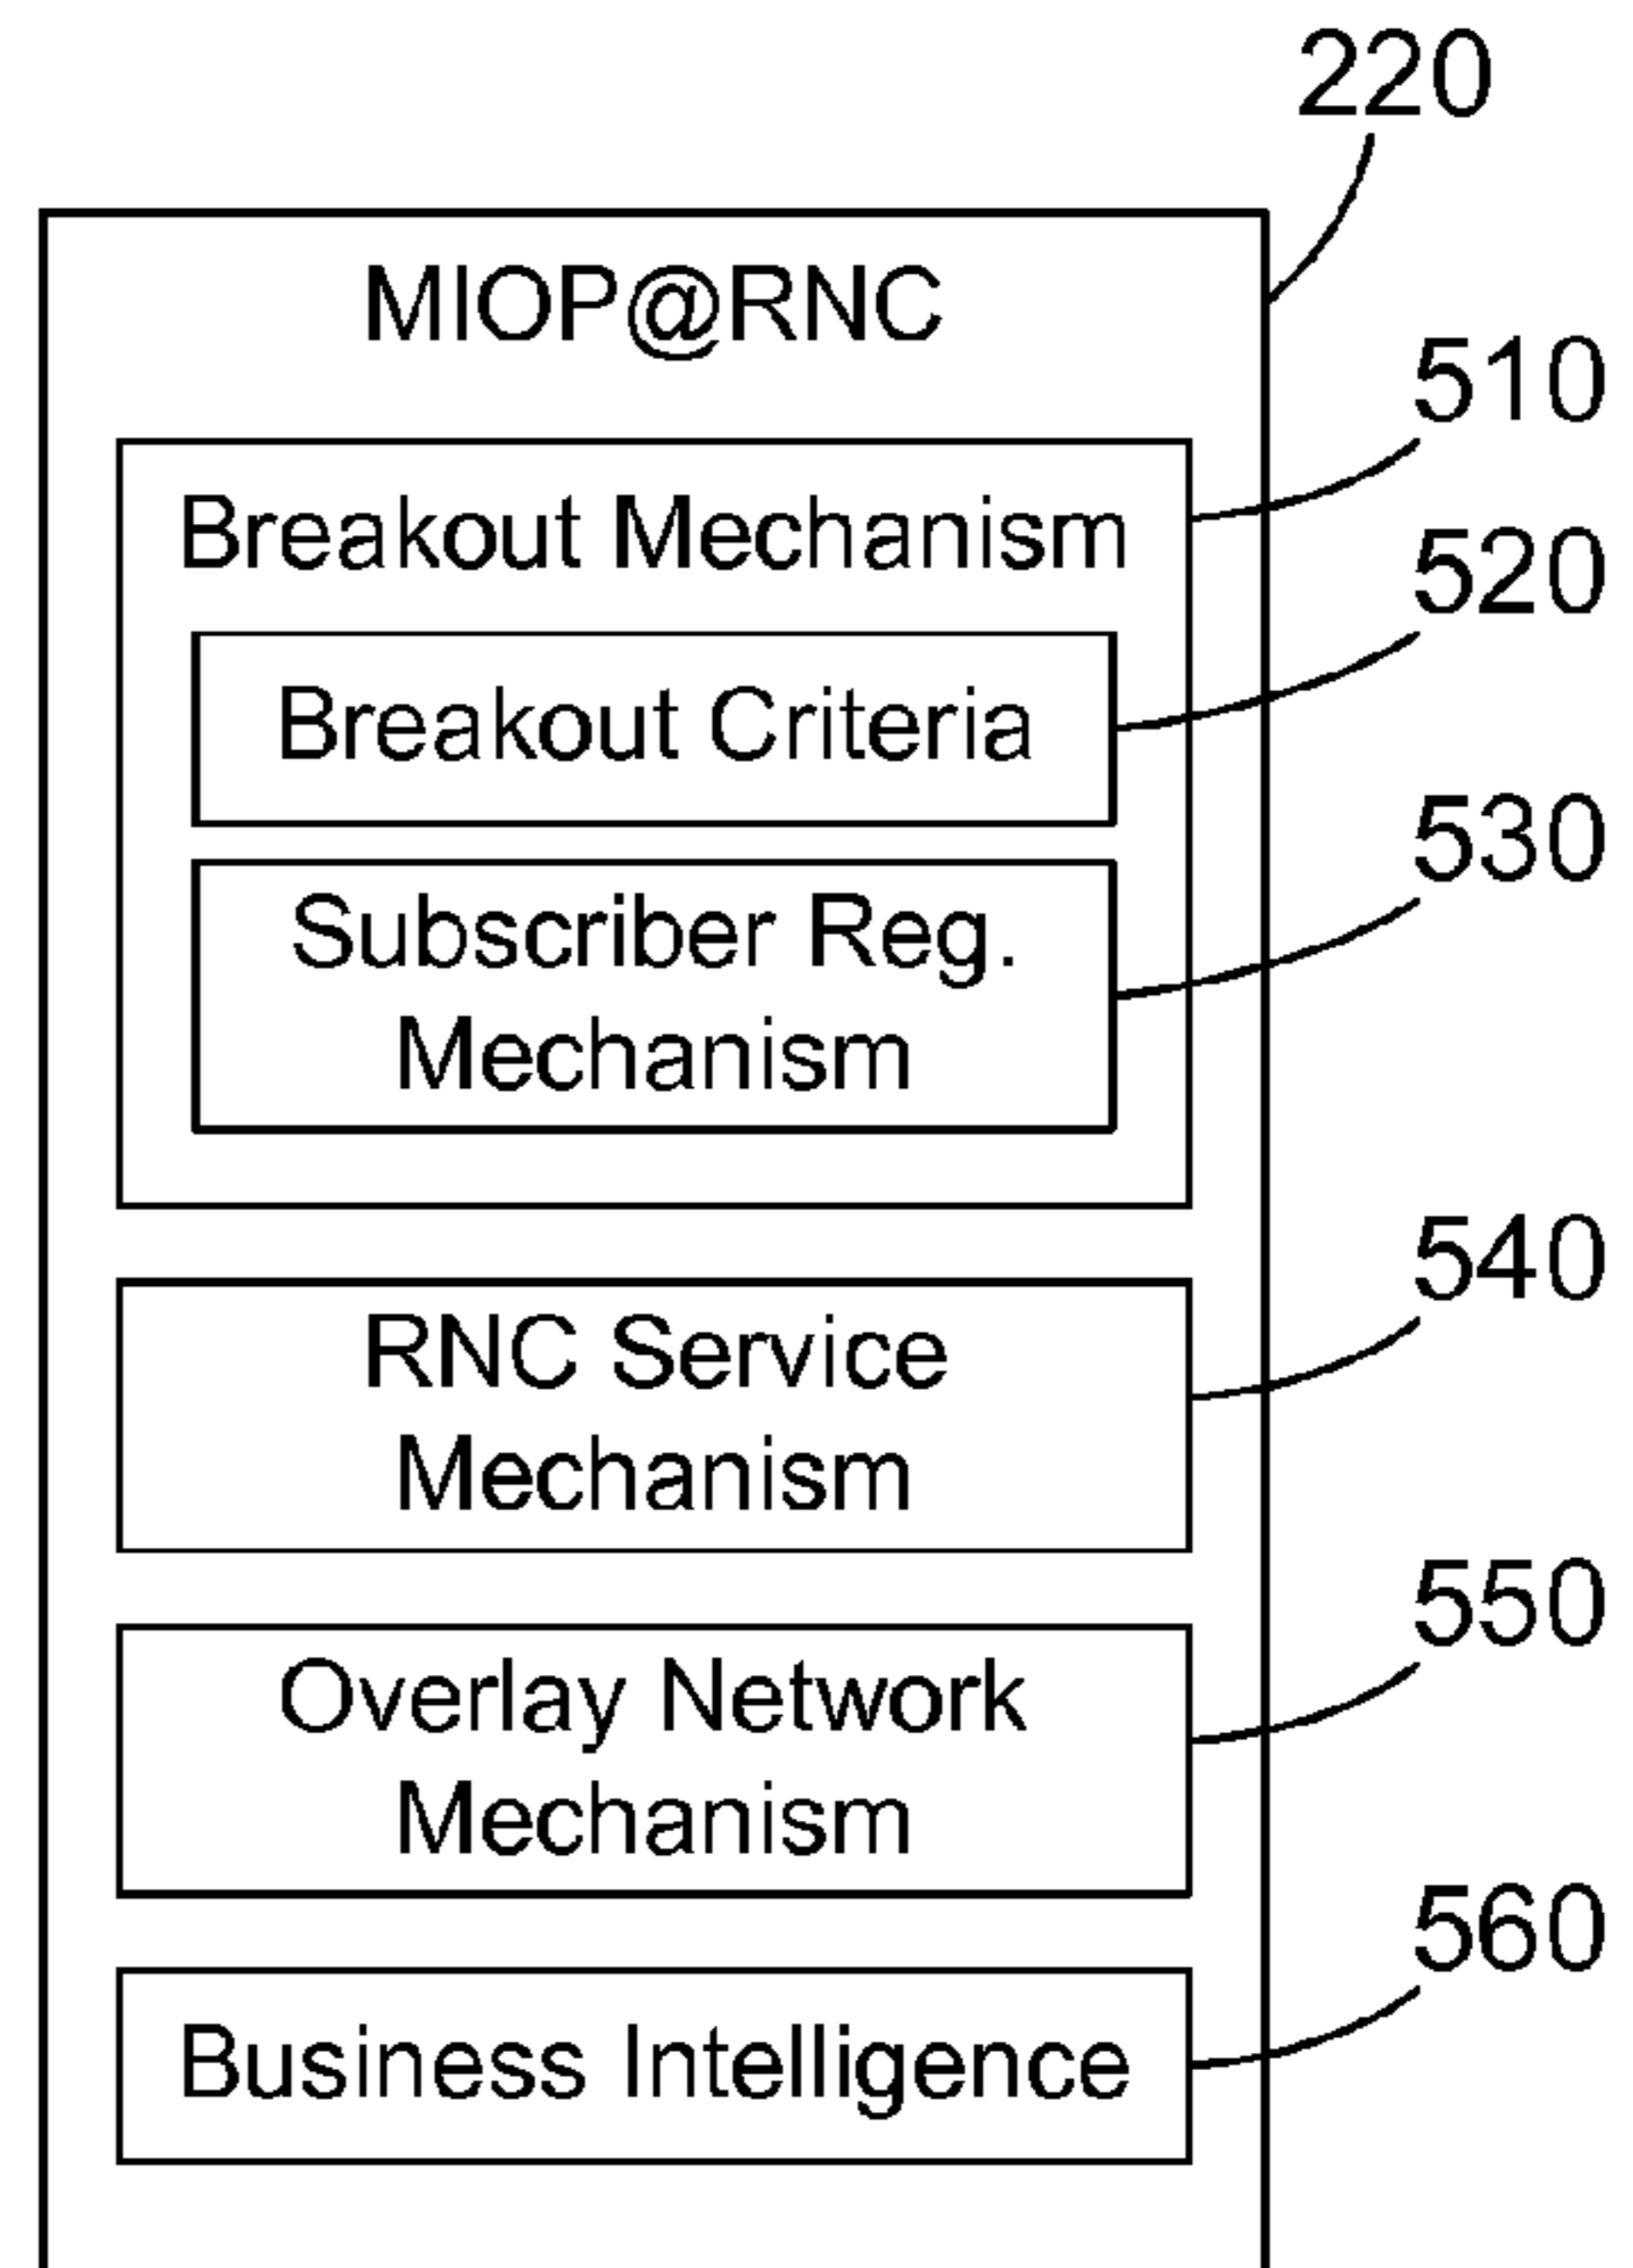 220
MIOP@RNC
510
Breakout Mechanism
520
Breakout Criteria
530
Subscriber Reg.
Mechanism
540
RNC Service
Mechanism
550
Overlay Network
Mechanism
560
Business Intelligence